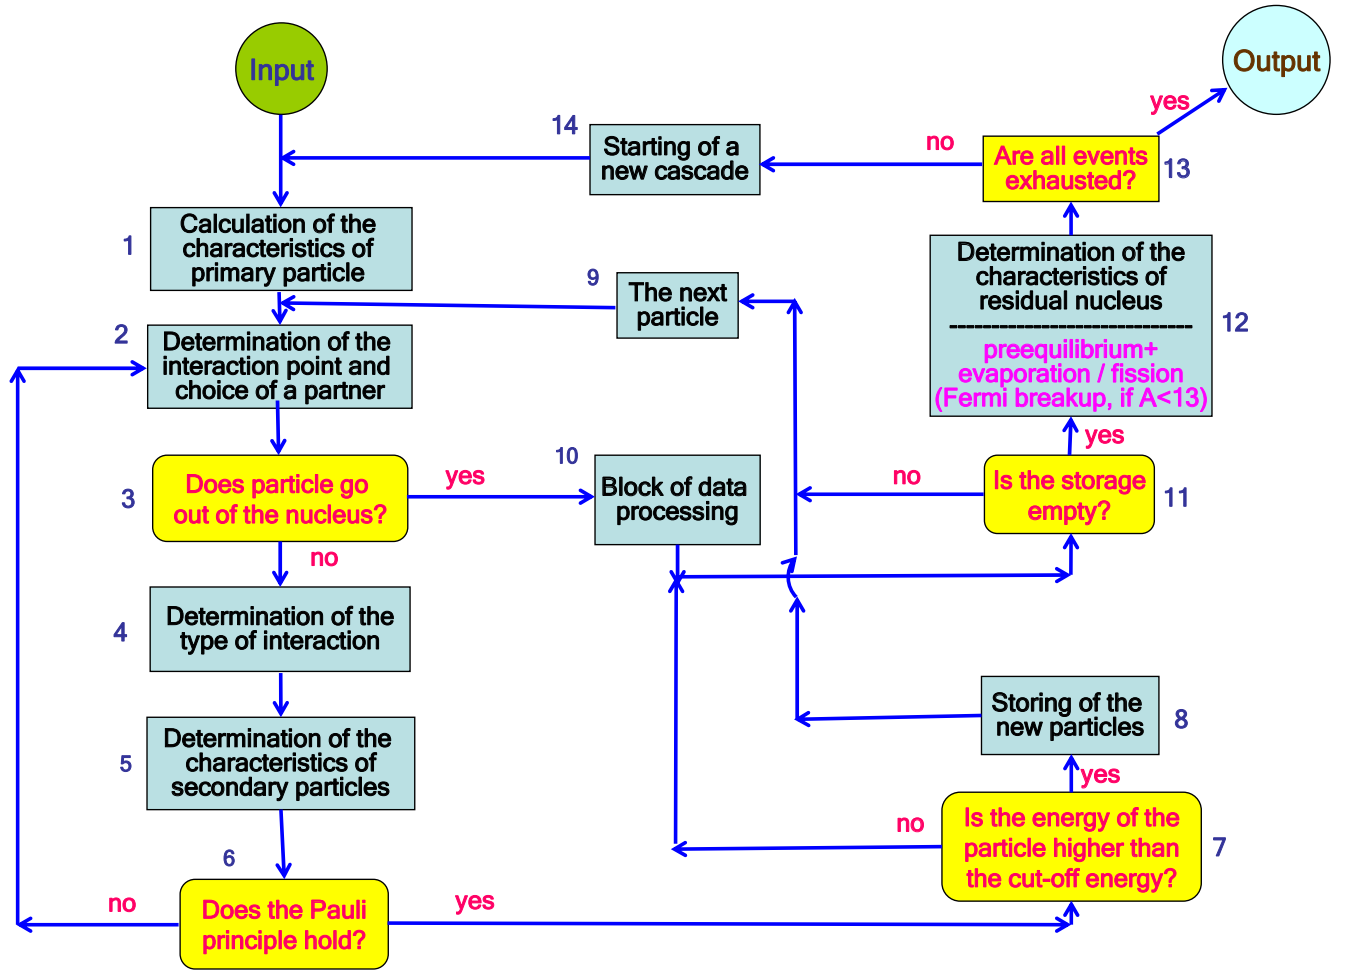 Input
Output
yes
14
Starting of a
new cascade
no
Are all events
exhausted?
13
1
Calculation of the
characteristics of
primary particle
9
The next
particle
Determination of the
characteristics of
residual nucleus
-----------------------------
preequilibrium+
evaporation / fission
(Fermi breakup, if A<13)
12
2
Determination of the
interaction point and
choice of a partner
yes
3
Does particle go
out of the nucleus?
yes
10
Block of data
processing
no
Is the storage
empty?
11
no
4
Determination of the
type of interaction
5
Determination of the
characteristics of
secondary particles
Storing of the
new particles
8
yes
6
no
Is the energy of the
particle higher than
the cut-off energy?
7
no
Does the Pauli
principle hold?
yes